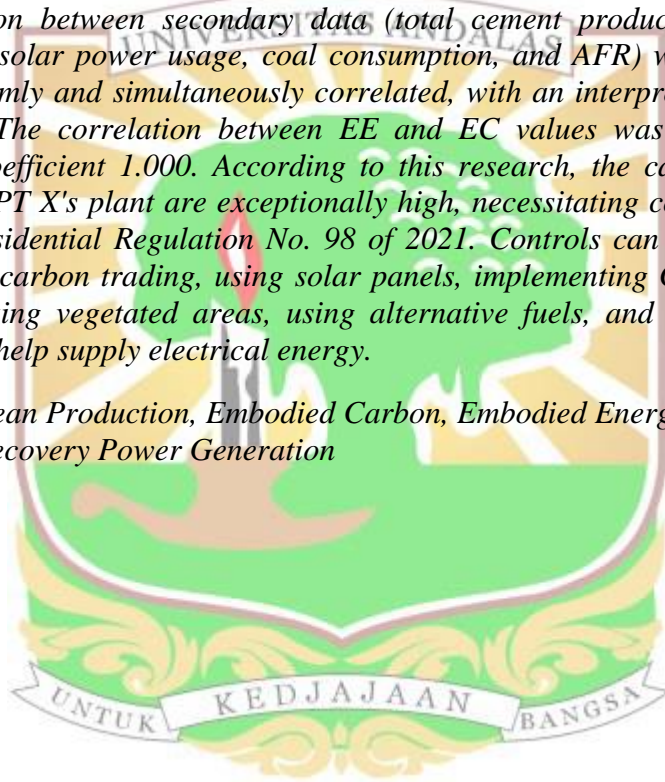 on between secondary data (total cement produc
solar power usage, coal consumption, and AFR) w
mly and simultaneously correlated, with an interpr
The correlation between EE and EC values was
efficient 1.000. According to this research, the ca
PT X's plant are exceptionally high, necessitating c
sidential Regulation No. 98 of 2021. Controls can
carbon trading, using solar panels, implementing
ing vegetated areas, using alternative fuels, and
help supply electrical energy.
ean Production, Embodied Carbon, Embodied Energ
ecovery Power Generation
UNIVERSITAS ANDALAS
UNTUK KEDJAJAAN BANGSA